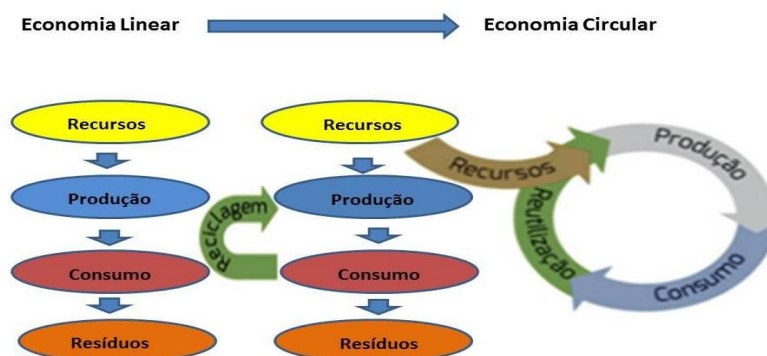 Economia Linear
Economia Circular
Recursos
Produção
Consumo
Resíduos
Reciclagem
Recursos
Produção
Consumo
Resíduos
Recursos
Produção
Consumo
Reutilização